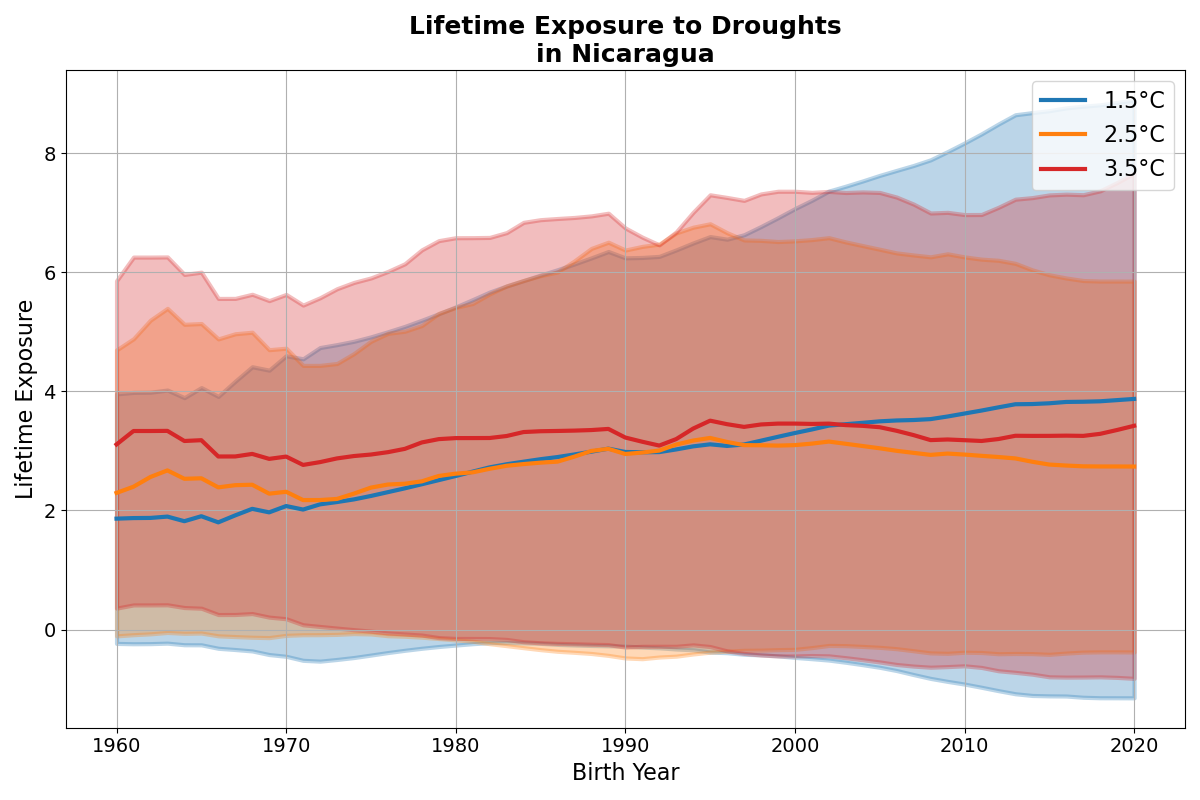 Lifetime Exposure to Droughts
in Nicaragua
1.5°C
2.5°C
3.5°C
Lifetime Exposure
8
6
4
2
0
1960 1970 1980 1990 2000 2010 2020
Birth Year